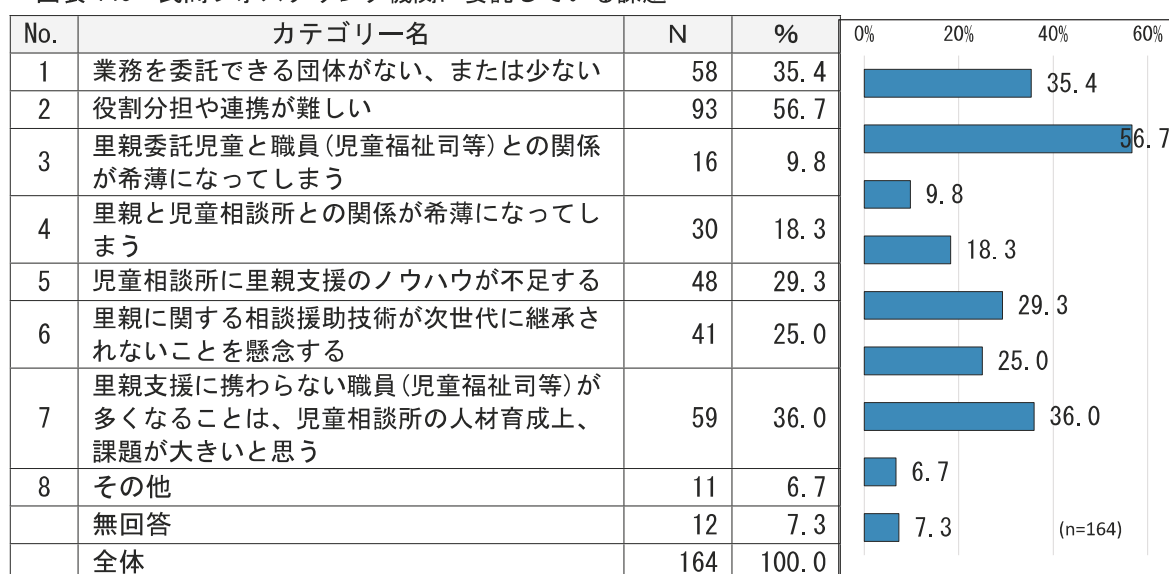 No. カテゴリー名 N %
1 業務を委託できる団体がない、または少ない 58 35.4
2 役割分担や連携が難しい 93 56.7
3 里親委託児童と職員(児童福祉司等)との関係
が希薄になってしまう 16 9.8
4 里親と児童相談所との関係が希薄になってし
まう 30 18.3
5 児童相談所に里親支援のノウハウが不足する 48 29.3
6 里親に関する相談援助技術が次世代に継承さ
れないことを懸念する 41 25.0
7 里親支援に携わらない職員(児童福祉司等)が
多くなることは、児童相談所の人材育成上、
課題が大きいと思う 59 36.0
8 その他 11 6.7
無回答 12 7.3
全体 164 100.0
0% 20% 40% 60%
35.4
56.7
9.8
18.3
29.3
25.0
36.0
6.7
7.3
(n=164)